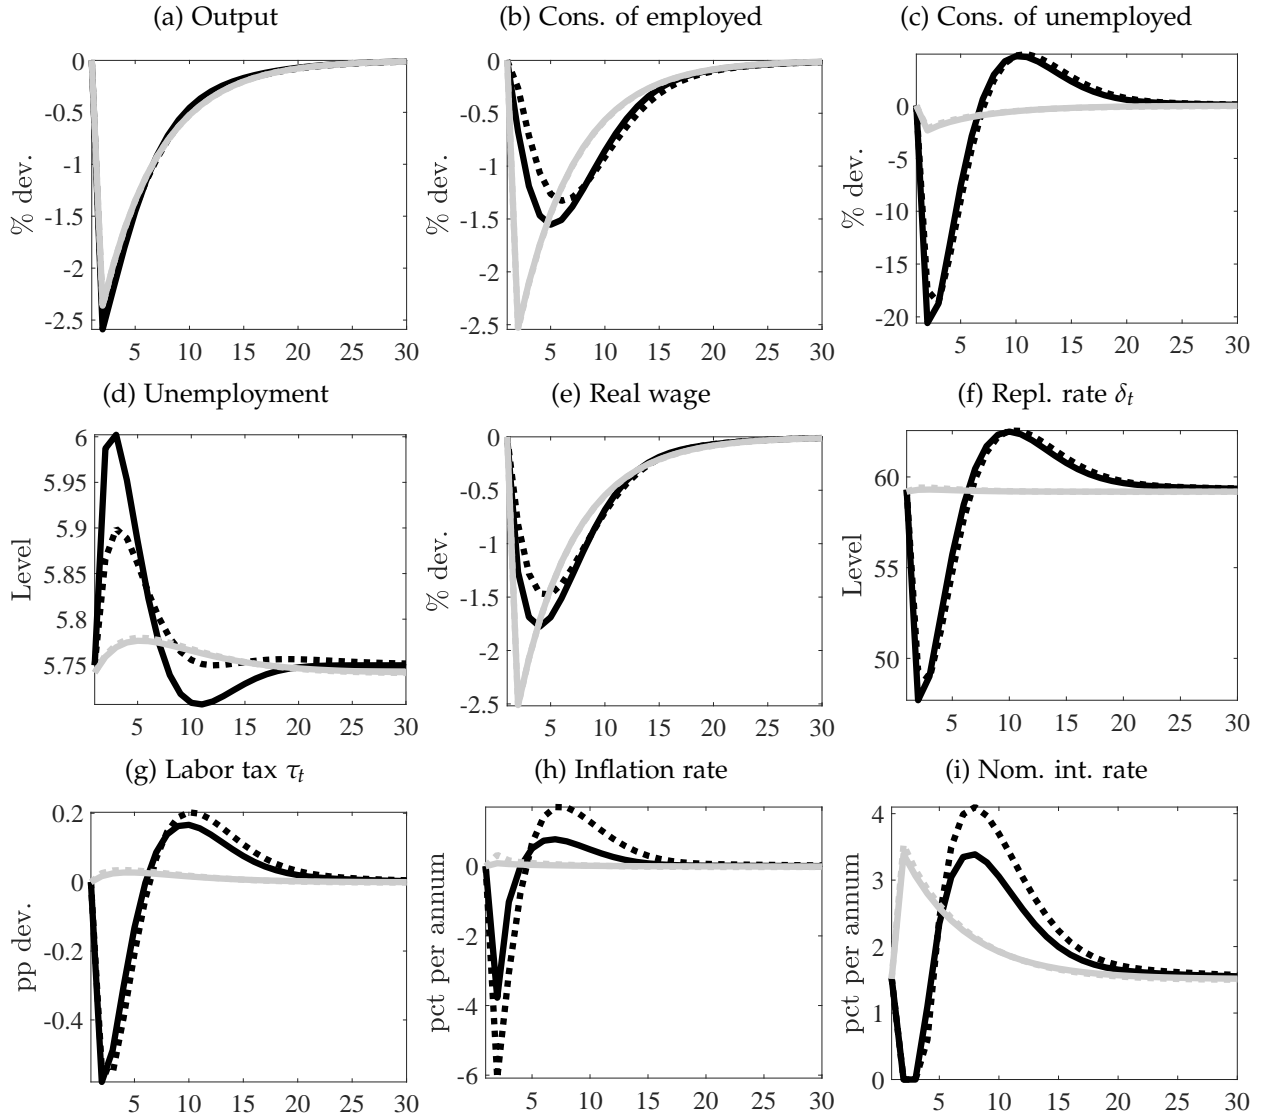 (a) Output
(b) Cons. of employed
(c) Cons. of unemployed
% dev.
0
-0.5
-1
-1.5
-2
-2.5
5 10 15 20 25 30
% dev.
0
-0.5
-1
-1.5
-2
-2.5
5 10 15 20 25 30
% dev.
5
0
-5
-10
-15
-20
5 10 15 20 25 30
(d) Unemployment
(e) Real wage
(f) Repl. rate δt
Level
6
5.95
5.9
5.85
5.8
5.75
5 10 15 20 25 30
% dev.
0
-0.5
-1
-1.5
-2
-2.5
5 10 15 20 25 30
Level
60
55
50
5 10 15 20 25 30
(g) Labor tax τt
(h) Inflation rate
(i) Nom. int. rate
pp dev.
0.2
0
-0.2
-0.4
5 10 15 20 25 30
pct per annum
0
-2
-4
-6
5 10 15 20 25 30
pct per annum
4
3
2
1
0
5 10 15 20 25 30